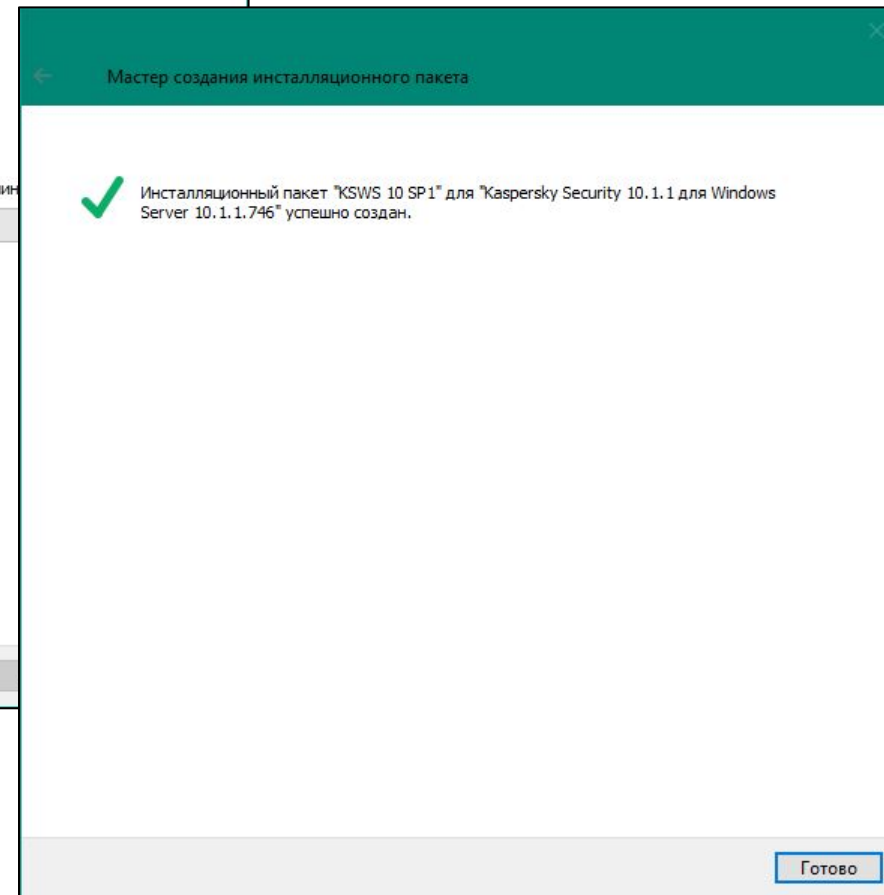 Мастер создания инсталляционного пакета
Инсталляционный пакет "KSWS 10 SP1" для "Kaspersky Security 10.1.1 для Windows
Server 10.1.1.746" успешно создан.
Готово